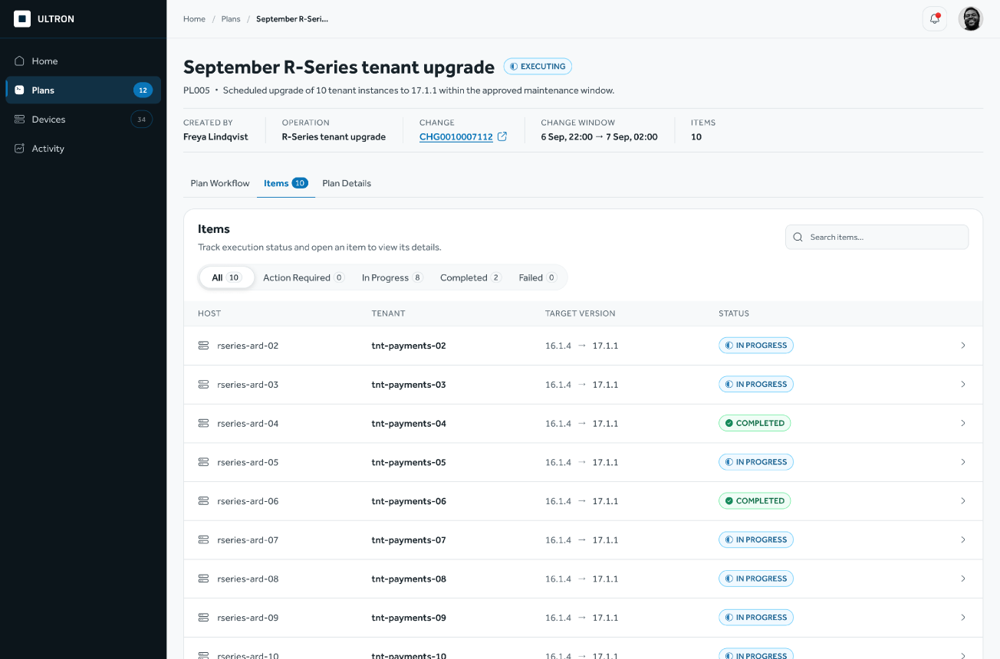 ULTRON
Home / Plans / September R-Seri...
Home
Plans 12
Devices 34
Activity
September R-Series tenant upgrade EXECUTING
PL005 • Scheduled upgrade of 10 tenant instances to 17.1.1 within the approved maintenance window.
CREATED BY OPERATION CHANGE CHANGE WINDOW ITEMS
Freya Lindqvist R-Series tenant upgrade CHG0010007112 6 Sep, 22:00 → 7 Sep, 02:00 10
Plan Workflow Items 10 Plan Details
Items
Track execution status and open an item to view its details.
Search items...
All 10 Action Required 0 In Progress 8 Completed 2 Failed 0
HOST TENANT TARGET VERSION STATUS
rseries-ard-02 tnt-payments-02 16.1.4 → 17.1.1 IN PROGRESS
rseries-ard-03 tnt-payments-03 16.1.4 → 17.1.1 IN PROGRESS
rseries-ard-04 tnt-payments-04 16.1.4 → 17.1.1 COMPLETED
rseries-ard-05 tnt-payments-05 16.1.4 → 17.1.1 IN PROGRESS
rseries-ard-06 tnt-payments-06 16.1.4 → 17.1.1 COMPLETED
rseries-ard-07 tnt-payments-07 16.1.4 → 17.1.1 IN PROGRESS
rseries-ard-08 tnt-payments-08 16.1.4 → 17.1.1 IN PROGRESS
rseries-ard-09 tnt-payments-09 16.1.4 → 17.1.1 IN PROGRESS
rseries-ard-10 tnt-payments-10 16.1.4 → 17.1.1 IN PROGRESS